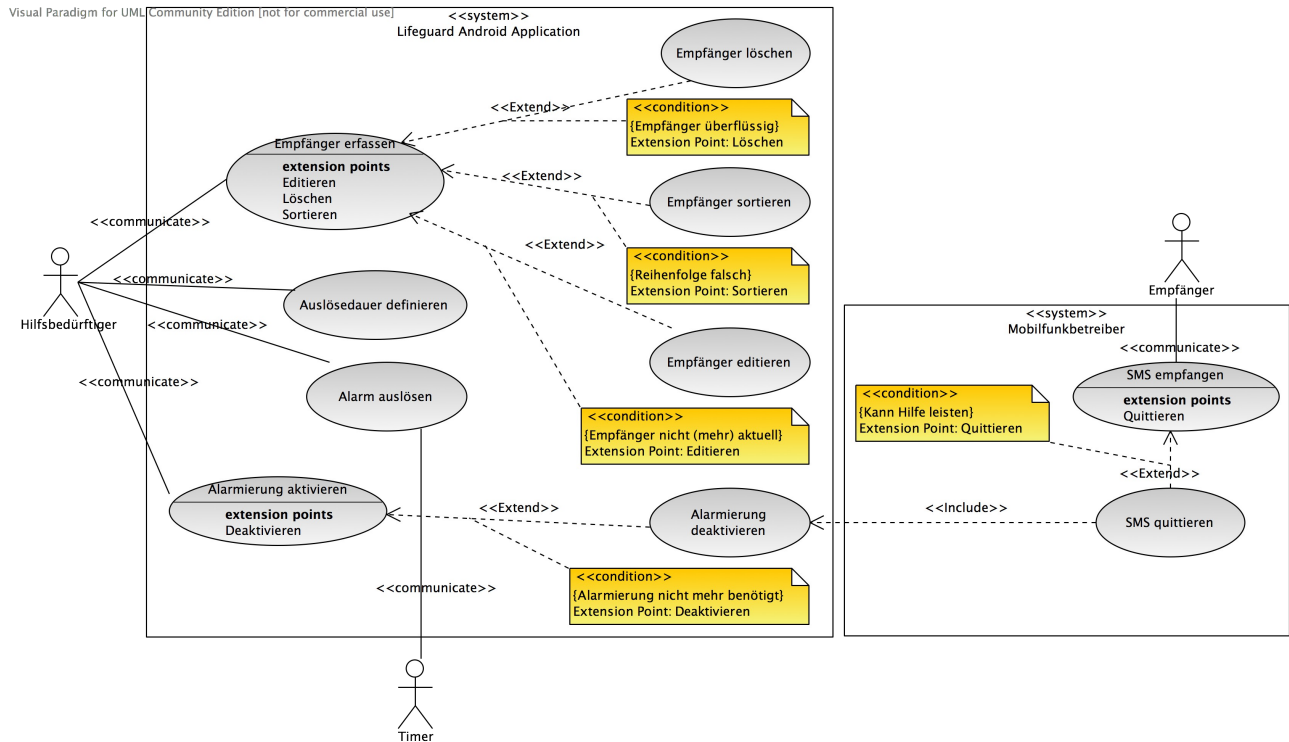 Visual Paradigm for UML Community Edition [not for commercial use]
<<system>>
Lifeguard Android Application
Empfänger löschen
<<Extend>>
<<condition>>
{Empfänger überflüssig}
Extension Point: Löschen
Empfänger erfassen
extension points
Editieren
Löschen
Sortieren
<<Extend>>
Empfänger sortieren
<<communicate>>
<<Extend>>
<<condition>>
{Reihenfolge falsch}
Extension Point: Sortieren
Hilfsbedürftiger
<<communicate>>
Auslösedauer definieren
<<communicate>>
Empfänger editieren
<<communicate>>
Alarm auslösen
<<condition>>
{Empfänger nicht (mehr) aktuell}
Extension Point: Editieren
Alarmierung aktivieren
extension points
Deaktivieren
<<Extend>>
Alarmierung
deaktivieren
<<condition>>
{Alarmierung nicht mehr benötigt}
Extension Point: Deaktivieren
<<communicate>>
Timer
Empfänger
<<system>>
Mobilfunkbetreiber
<<communicate>>
SMS empfangen
extension points
Quittieren
<<condition>>
{Kann Hilfe leisten}
Extension Point: Quittieren
<<Extend>>
<<Include>>
SMS quittieren